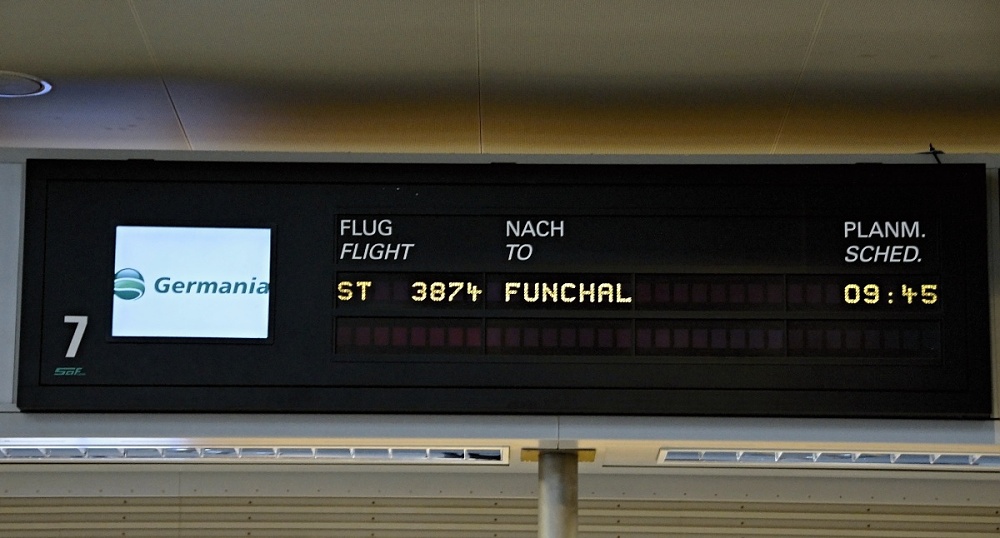 FLUG NACH PLANM.
FLIGHT TO SCHED.
Germania
ST 3874 FUNCHAL 09:45
7